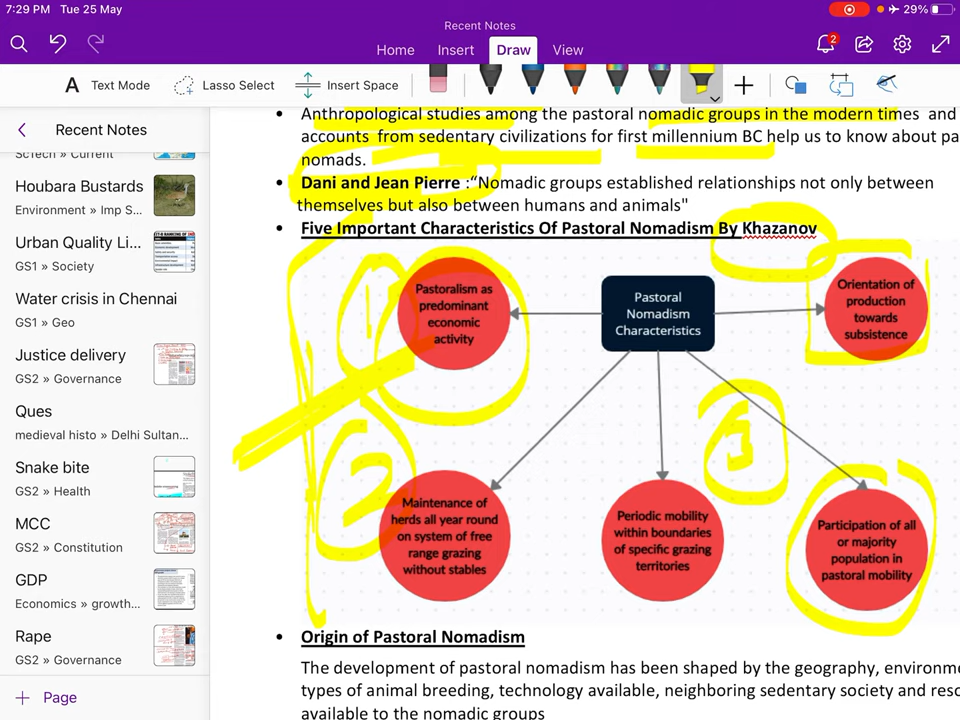 7:29 PM Tue 25 May
29%
Recent Notes
2
Home Insert Draw View
A Text Mode Lasso Select Insert Space
Recent Notes
Screech » Current
Houbara Bustards
Environment » Imp S...
Urban Quality Li...
GS1 » Society
Water crisis in Chennai
GS1 » Geo
Justice delivery
GS2 » Governance
Ques
medieval histo » Delhi Sultan...
Snake bite
GS2 » Health
MCC
GS2 » Constitution
GDP
Economics » growth...
Rape
GS2 » Governance
+ Page
• Anthropological studies among the pastoral nomadic groups in the modern times and
accounts from sedentary civilizations for first millennium BC help us to know about pa
nomads.
• Dani and Jean Pierre :“Nomadic groups established relationships not only between
themselves but also between humans and animals"
• Five Important Characteristics Of Pastoral Nomadism By Khazanov
Pastoralism as
predominant
economic
activity
Pastoral
Nomadism
Characteristics
Orientation of
production
towards
subsistence
1
2
3
Maintenance of
herds all year round
on system of free
range grazing
without stables
Periodic mobility
within boundaries
of specific grazing
territories
Participation of all
or majority
population in
pastoral mobility
• Origin of Pastoral Nomadism
The development of pastoral nomadism has been shaped by the geography, environme
types of animal breeding, technology available, neighboring sedentary society and reso
available to the nomadic groups